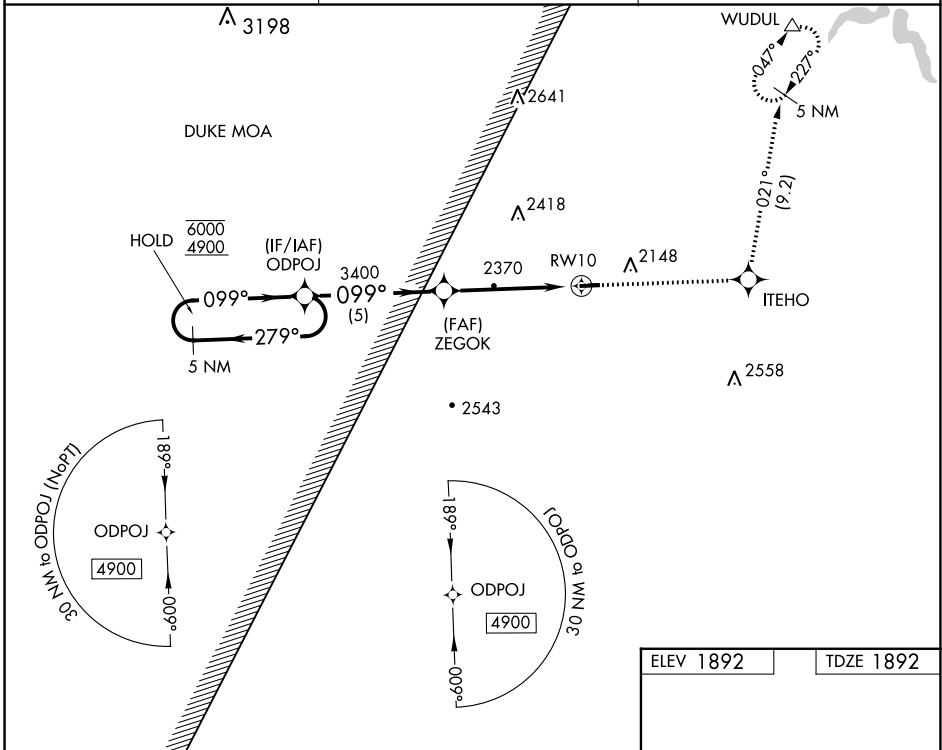 3198
WUDUL
047°
227°
5 NM
2641
DUKE MOA
021°
(9.2)
2418
HOLD
6000
4900
(IF/IAF)
ODPOJ
3400
099°
099°
(5)
2370
RW10
2148
279°
5 NM
(FAF)
ZEGOK
ITEHO
2558
2543
30 NM to ODPOJ (NoPT)
189°
ODPOJ
4900
009°
189°
30 NM to ODPOJ
ODPOJ
4900
009°
ELEV 1892
TDZE 1892